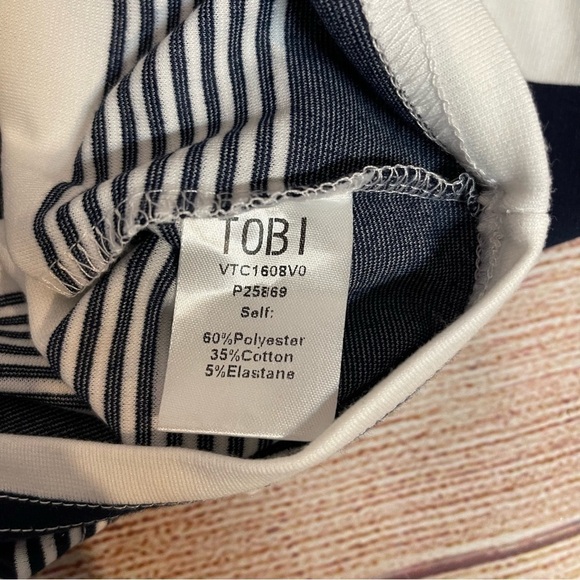 TOBI
VTC1608V0
P25869
Self:
60%Polyester
35%Cotton
5%Elastane